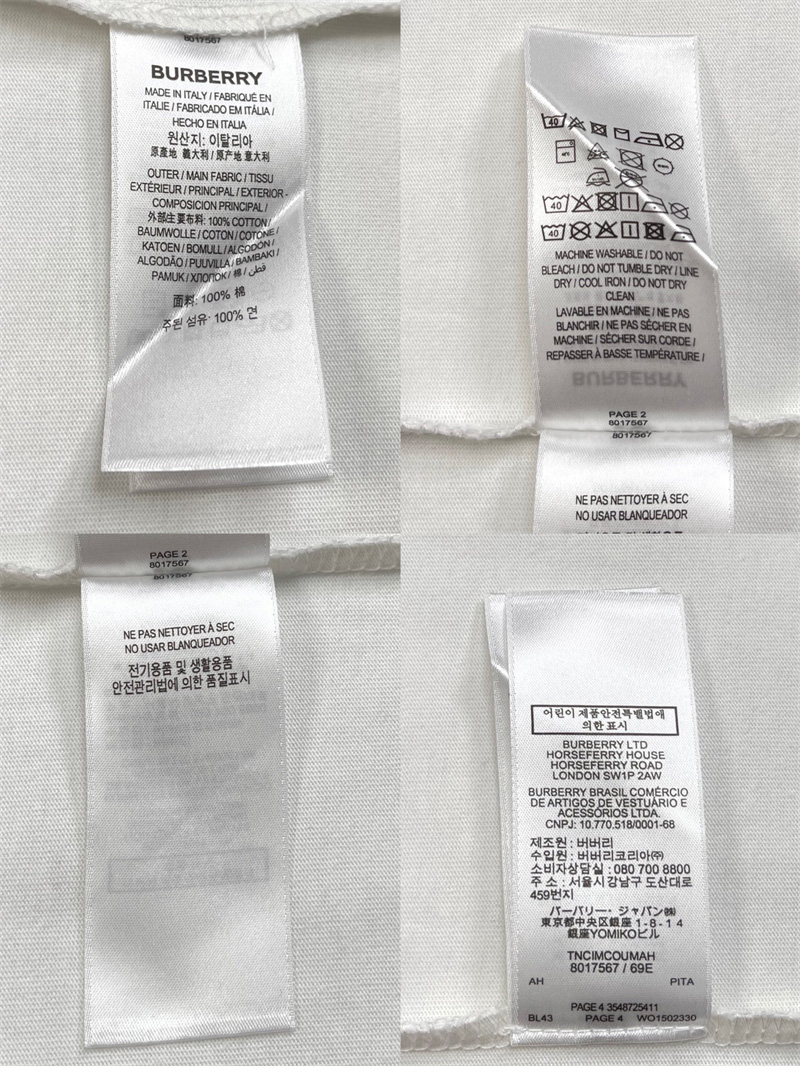 8017567
BURBERRY
MADE IN ITALY / FABRIQUÉ EN
ITALIE / FABRICADO EM ITÁLIA /
HECHO EN ITALIA
원산지: 이탈리아
原產地 義大利 / 原产地 意大利
OUTER / MAIN FABRIC / TISSU
EXTÉRIEUR / PRINCIPAL / EXTERIOR -
COMPOSICION PRINCIPAL /
外部主要布料: 100% COTTON /
BAUMWOLLE / COTON / COTONE /
KATOEN / BOMULL / ALGODÓN /
ALGODÃO / PUUVILLA / BAMBAKI /
PAMUK / ХЛОПОК / 棉 / قطن
面料: 100% 棉
주된 섬유: 100% 면
40
40
40
MACHINE WASHABLE / DO NOT
BLEACH / DO NOT TUMBLE DRY / LINE
DRY / COOL IRON / DO NOT DRY
CLEAN
LAVABLE EN MACHINE / NE PAS
BLANCHIR / NE PAS SÉCHER EN
MACHINE / SÉCHER SUR CORDE /
REPASSER À BASSE TEMPÉRATURE /
BURBERRY
PAGE 2
8017567
8017567
NE PAS NETTOYER À SEC
NO USAR BLANQUEADOR
PAGE 2
8017567
8017567
NE PAS NETTOYER À SEC
NO USAR BLANQUEADOR
전기용품 및 생활용품
안전관리법에 의한 품질표시
어린이 제품안전특별법애
의한 표시
BURBERRY LTD
HORSEFERRY HOUSE
HORSEFERRY ROAD
LONDON SW1P 2AW
BURBERRY BRASIL COMÉRCIO
DE ARTIGOS DE VESTUÁRIO E
ACESSÓRIOS LTDA.
CNPJ: 10.770.518/0001-68
제조원 : 버버리
수입원 : 버버리코리아㈜
소비자상담실 : 080 700 8800
주 소 : 서울시강남구 도산대로
459번지
バーバリー・ジャパン㈱
東京都中央区銀座 1-8-14
銀座YOMIKOビル
TNCIMCOUMAH
8017567 / 69E
AH PITA
PAGE 4 3548725411
BL43 PAGE 4 WO1502330